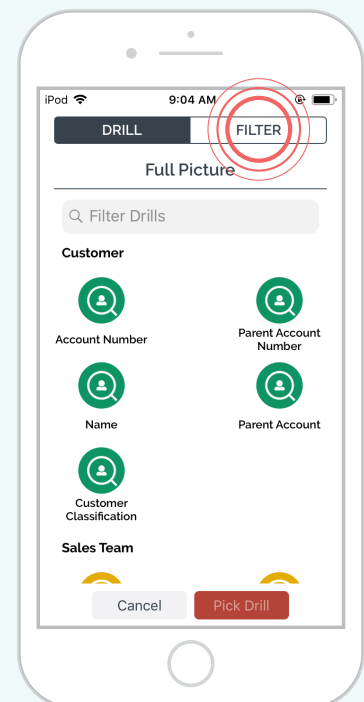 iPod 9:04 AM
DRILL FILTER
Full Picture
Filter Drills
Customer
Account Number Parent Account
Number
Name Parent Account
Customer
Classification
Sales Team
Cancel Pick Drill